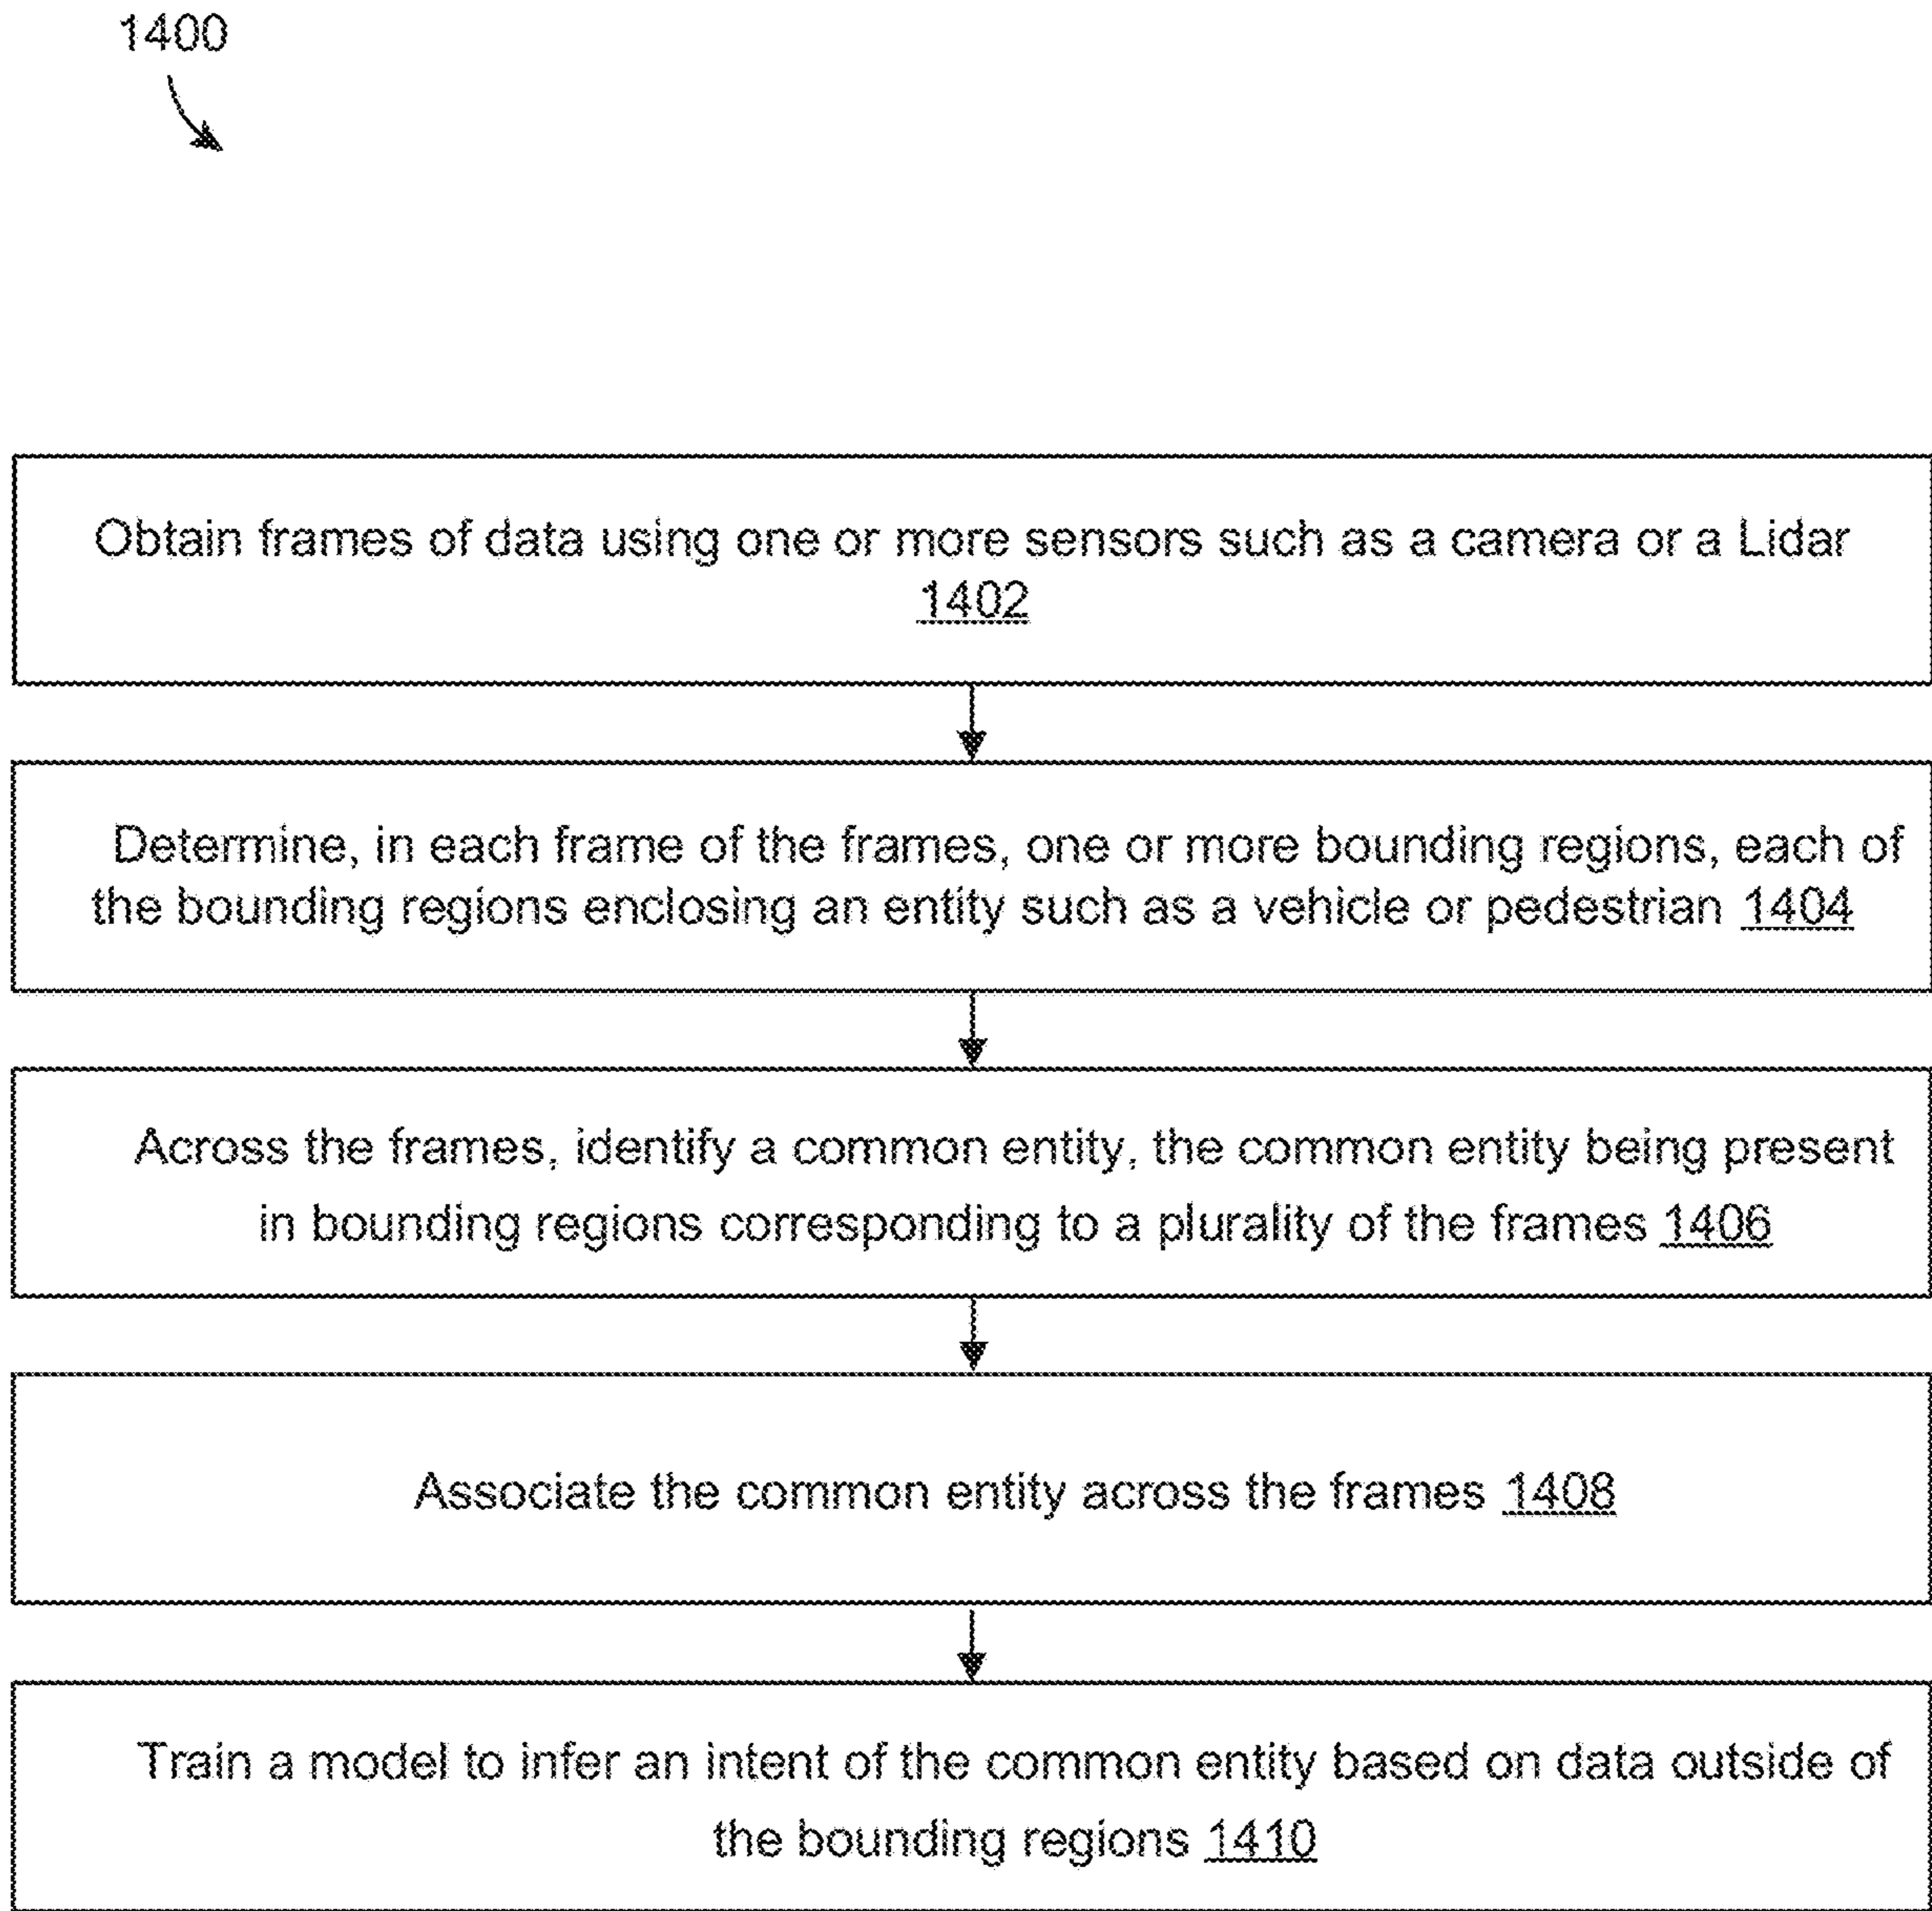 1400
Obtain frames of data using one or more sensors such as a camera or a Lidar
1402
Determine, in each frame of the frames, one or more bounding regions, each of
the bounding regions enclosing an entity such as a vehicle or pedestrian 1404
Across the frames, identify a common entity, the common entity being present
in bounding regions corresponding to a plurality of the frames 1406
Associate the common entity across the frames 1408
Train a model to infer an intent of the common entity based on data outside of
the bounding regions 1410